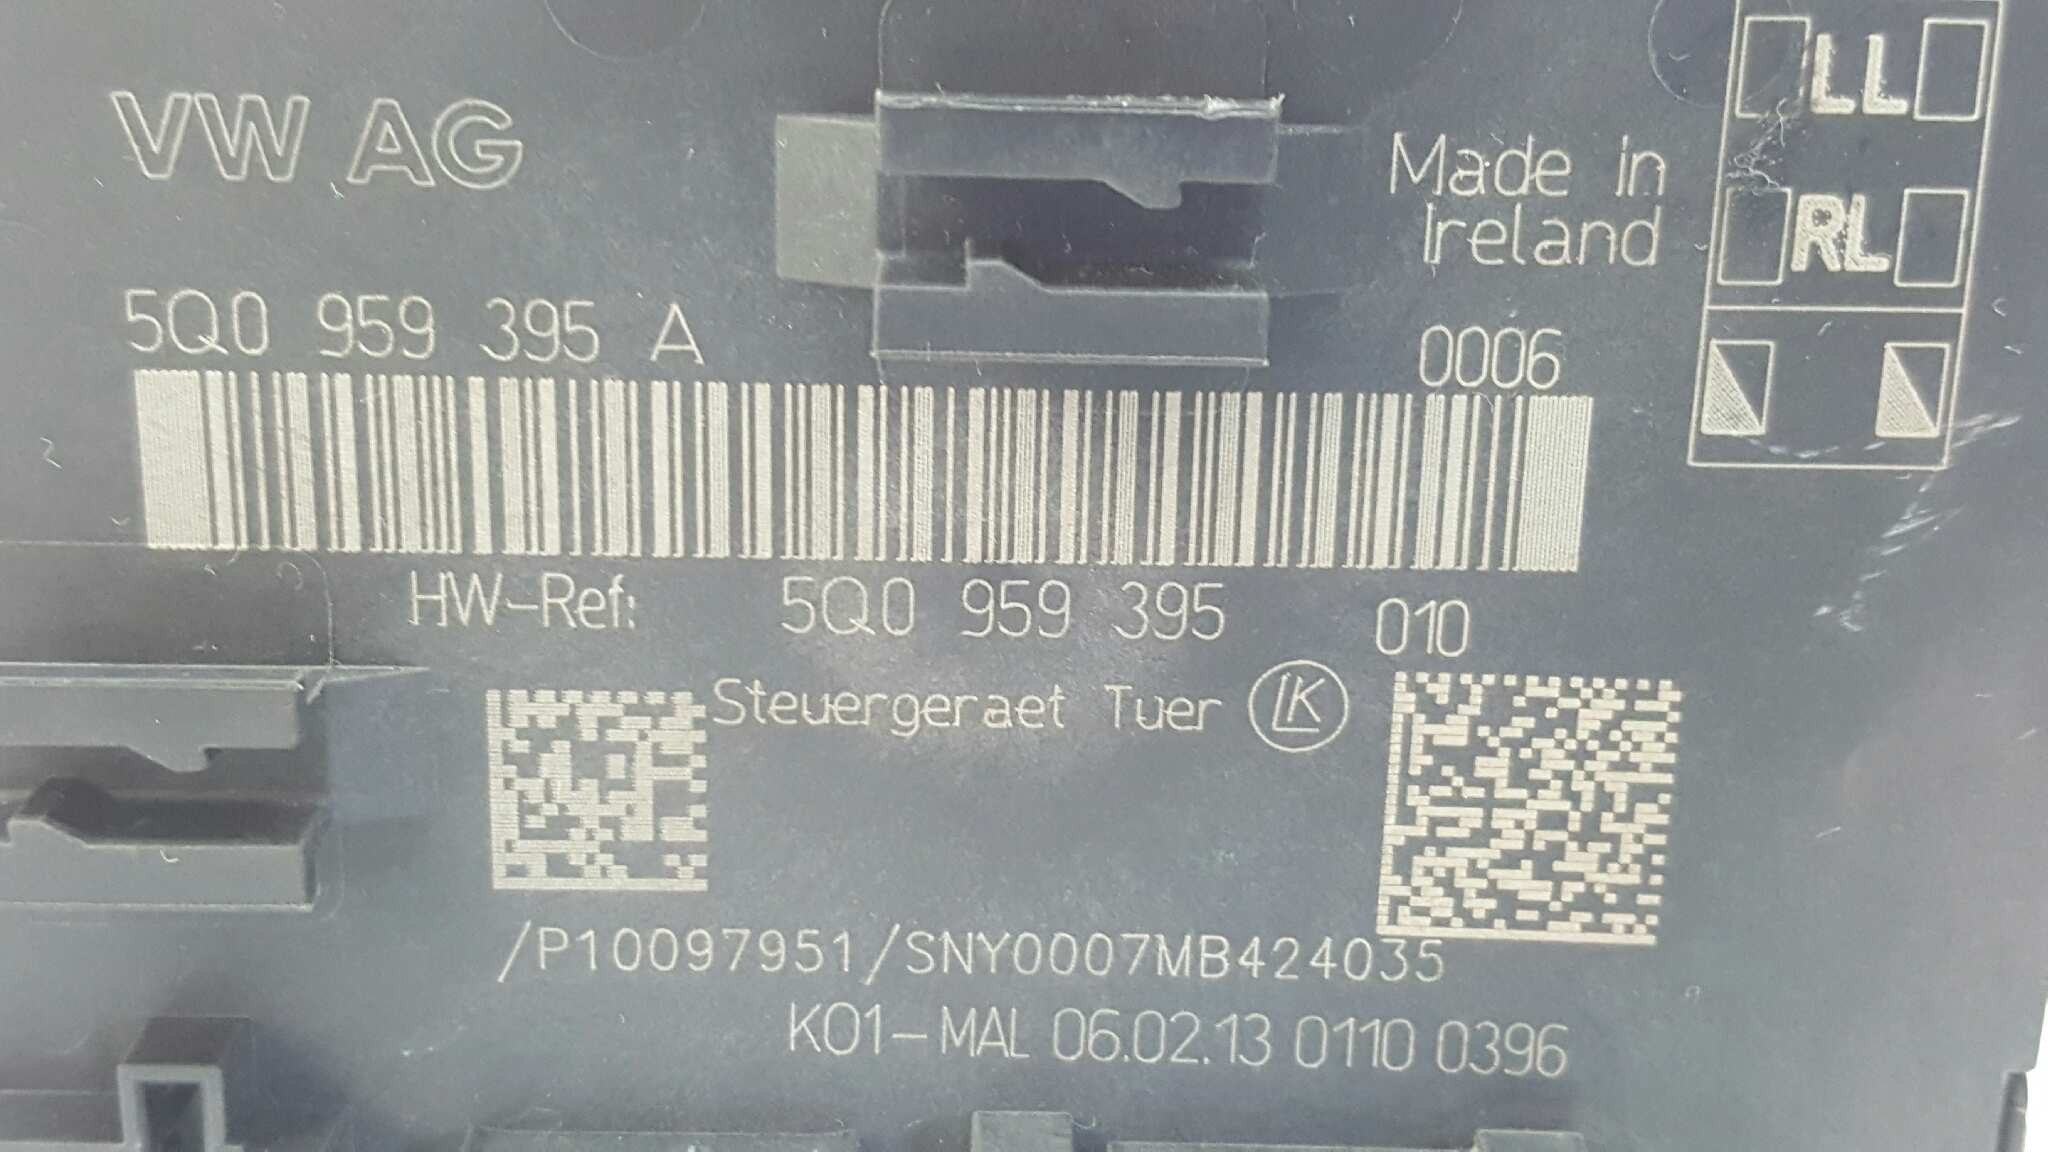 VW AG
Made in
Ireland
LL
RL
5Q0 959 395 A
0006
HW-Ref: 5Q0 959 395 010
Steuergeraet Tuer LK
/P10097951/SNY0007MB424035
K01-MAL 06.02.13 0110 0396